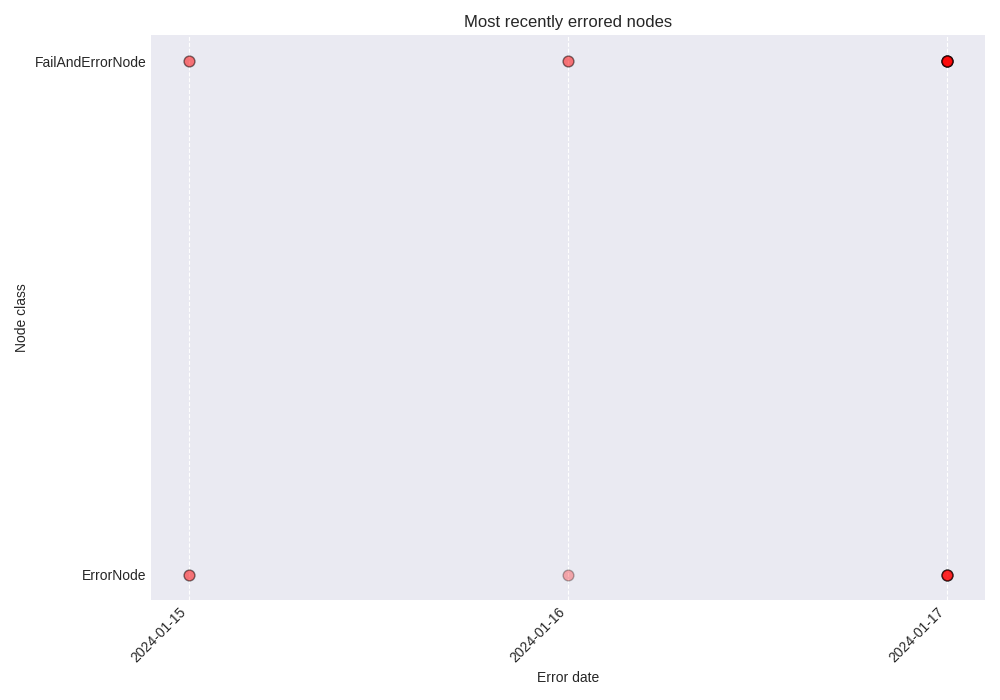 Most recently errored nodes
FailAndErrorNode
Node class
ErrorNode
2024-01-15
2024-01-16
2024-01-17
Error date